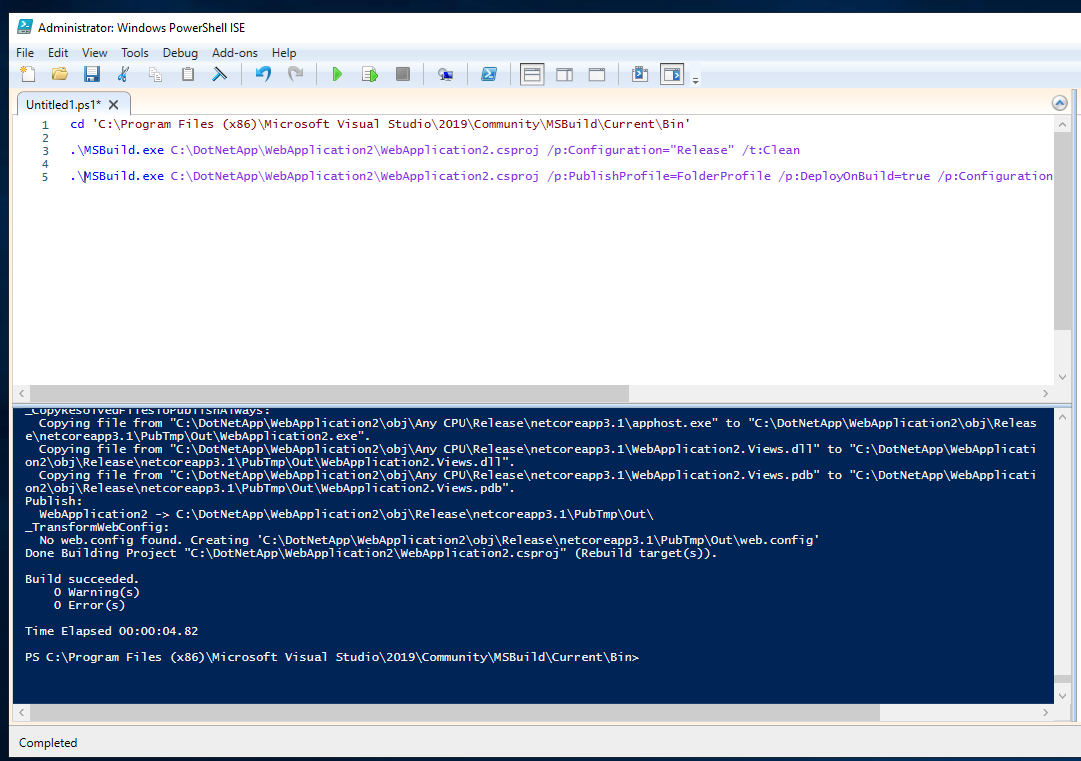 Administrator: Windows PowerShell ISE
File Edit View Tools Debug Add-ons Help
Untitled1.ps1* X
1 cd 'C:\Program Files (x86)\Microsoft Visual Studio\2019\Community\MSBuild\Current\Bin'
2
3 .\MSBuild.exe C:\DotNetApp\WebApplication2\WebApplication2.csproj /p:Configuration="Release" /t:Clean
4
5 .\MSBuild.exe C:\DotNetApp\WebApplication2\WebApplication2.csproj /p:PublishProfile=FolderProfile /p:DeployOnBuild=true /p:Configuration
_CopyResolvedFilesToPublishAlways:
Copying file from "C:\DotNetApp\WebApplication2\obj\Any CPU\Release\netcoreapp3.1\apphost.exe" to "C:\DotNetApp\WebApplication2\obj\Releas
e\netcoreapp3.1\PubTmp\Out\WebApplication2.exe".
Copying file from "C:\DotNetApp\WebApplication2\obj\Any CPU\Release\netcoreapp3.1\WebApplication2.Views.dll" to "C:\DotNetApp\WebApplicati
on2\obj\Release\netcoreapp3.1\PubTmp\Out\WebApplication2.Views.dll".
Copying file from "C:\DotNetApp\WebApplication2\obj\Any CPU\Release\netcoreapp3.1\WebApplication2.Views.pdb" to "C:\DotNetApp\WebApplicati
on2\obj\Release\netcoreapp3.1\PubTmp\Out\WebApplication2.Views.pdb".
Publish:
WebApplication2 -> C:\DotNetApp\WebApplication2\obj\Release\netcoreapp3.1\PubTmp\Out\
_TransformWebConfig:
No web.config found. Creating 'C:\DotNetApp\WebApplication2\obj\Release\netcoreapp3.1\PubTmp\Out\web.config'
Done Building Project "C:\DotNetApp\WebApplication2\WebApplication2.csproj" (Rebuild target(s)).
Build succeeded.
0 Warning(s)
0 Error(s)
Time Elapsed 00:00:04.82
PS C:\Program Files (x86)\Microsoft Visual Studio\2019\Community\MSBuild\Current\Bin>
Completed